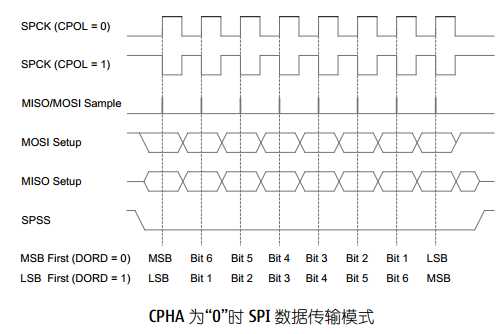 SPCK (CPOL = 0)
SPCK (CPOL = 1)
MISO/MOSI Sample
MOSI Setup
MISO Setup
SPSS
MSB First (DORD = 0) MSB Bit 6 Bit 5 Bit 4 Bit 3 Bit 2 Bit 1 LSB
LSB First (DORD = 1) LSB Bit 1 Bit 2 Bit 3 Bit 4 Bit 5 Bit 6 MSB
CPHA 为“0”时 SPI 数据传输模式